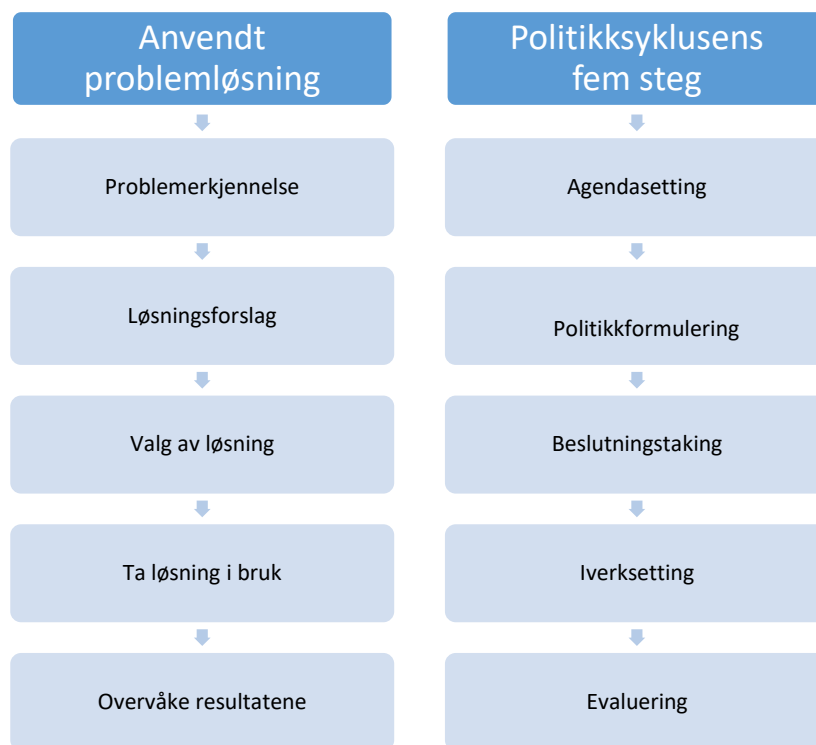 Anvendt
problemløsning
Problemerkjennelse
Løsningsforslag
Valg av løsning
Ta løsning i bruk
Overvåke resultatene
Politikksyklusens
fem steg
Agendasetting
Politikkformulering
Beslutningstaking
Iverksetting
Evaluering